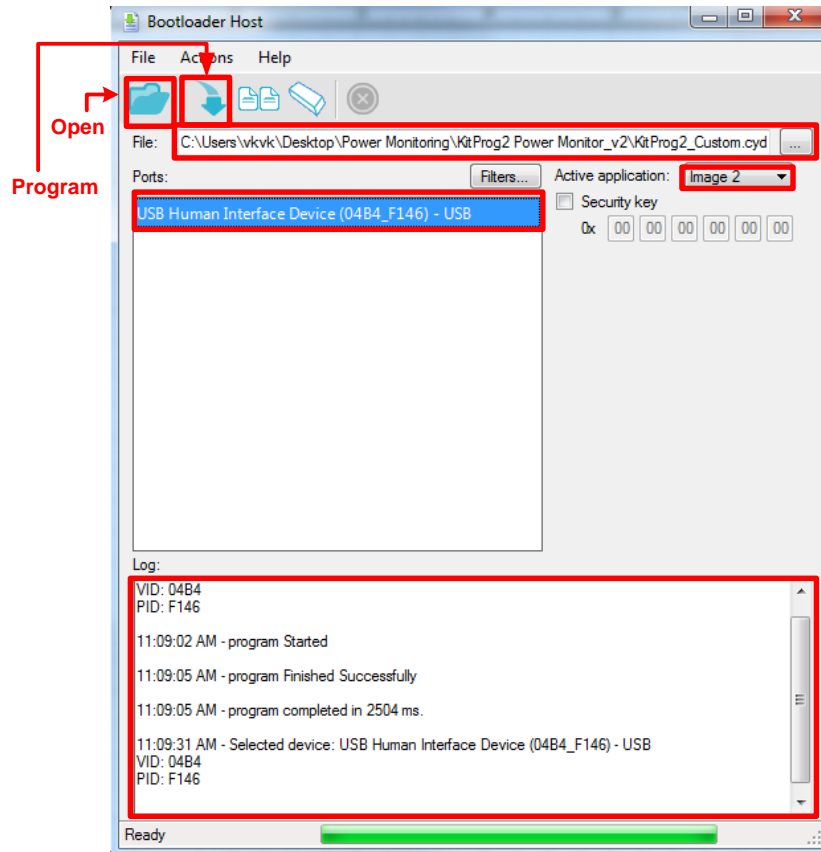 Bootloader Host
File Actions Help
Open
Program
File: C:\Users\vkvk\Desktop\Power Monitoring\KitProg2 Power Monitor_v2\KitProg2_Custom.cyd ...
Ports: Filters... Active application: Image 2
Security key
USB Human Interface Device (04B4_F146) - USB
0x 00 00 00 00 00 00
Log:
VID: 04B4
PID: F146
11:09:02 AM - program Started
11:09:05 AM - program Finished Successfully
11:09:05 AM - program completed in 2504 ms.
11:09:31 AM - Selected device: USB Human Interface Device (04B4_F146) - USB
VID: 04B4
PID: F146
Ready